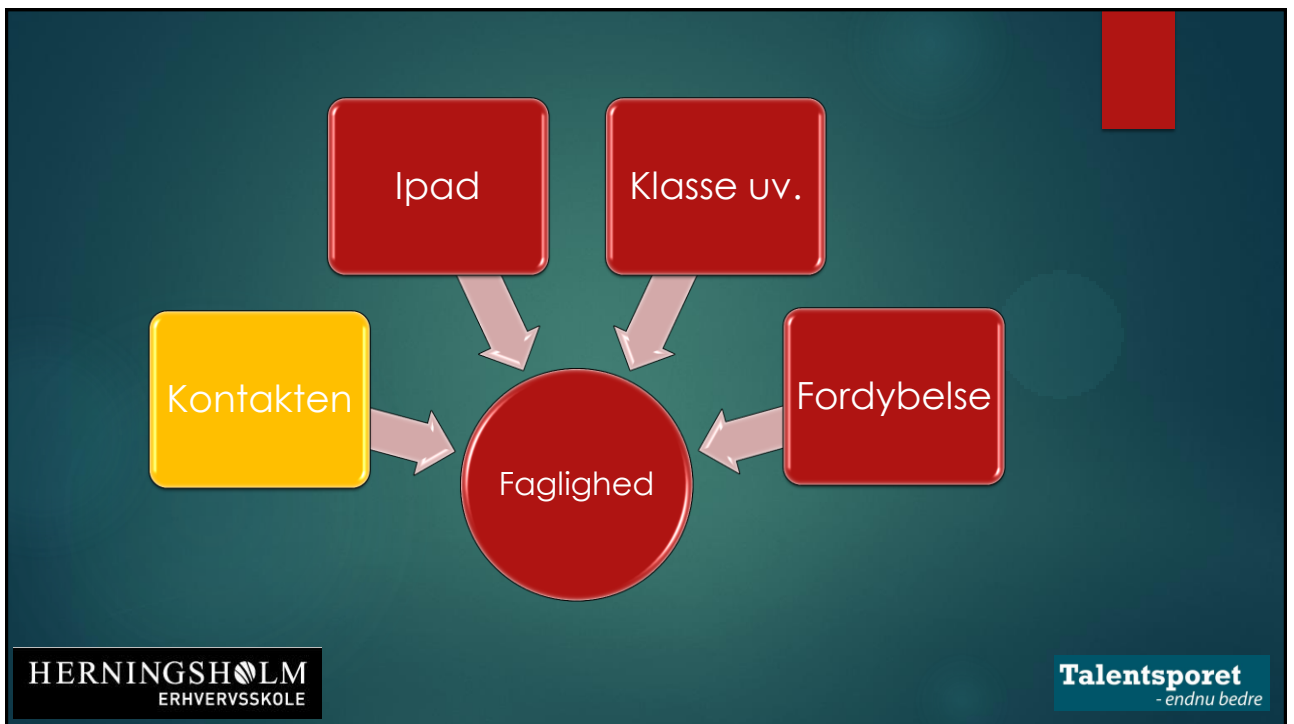 Ipad
Klasse uv.
Kontakten
Fordybelse
Faglighed
HERNINGSHOLM
ERHVERVSSKOLE
Talentsporet
- endnu bedre